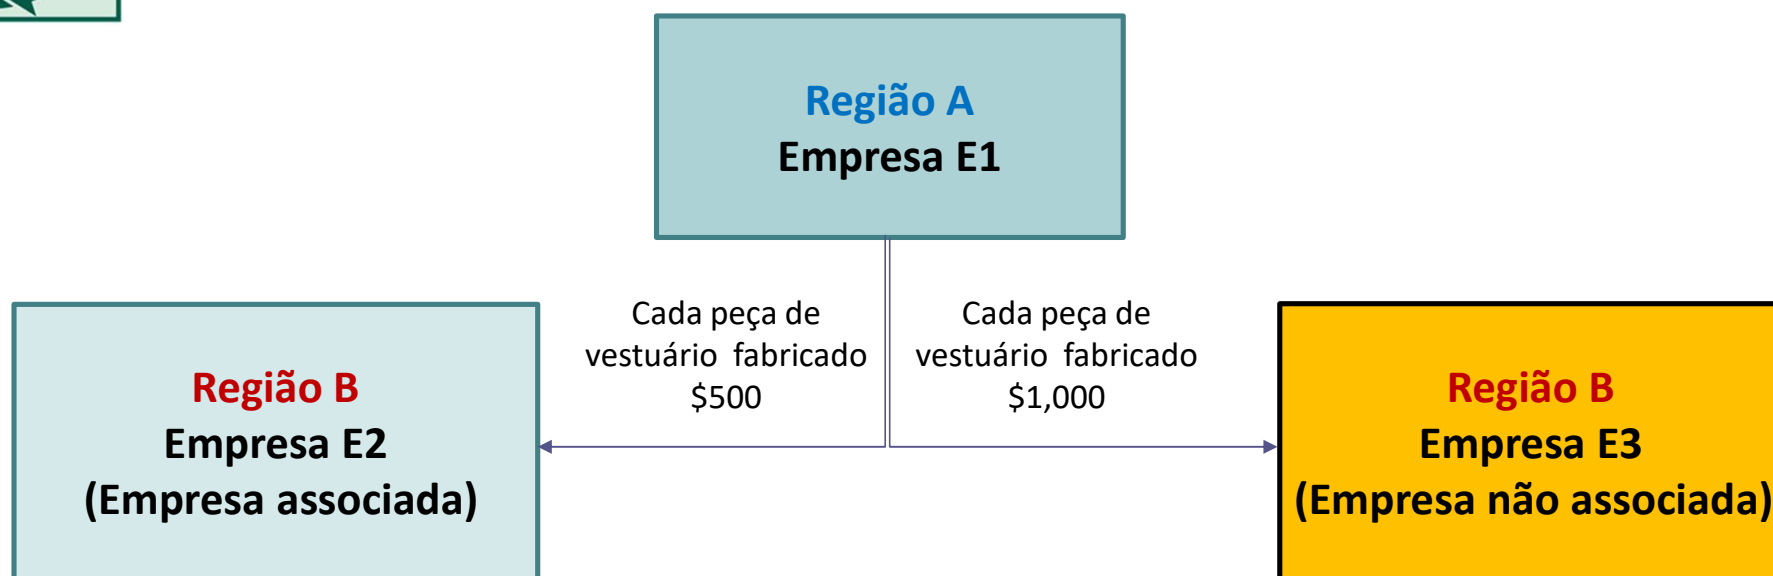 Região A
Empresa E1
Cada peça de
vestuário fabricado
$500
Cada peça de
vestuário fabricado
$1,000
Região B
Empresa E2
(Empresa associada)
Região B
Empresa E3
(Empresa não associada)